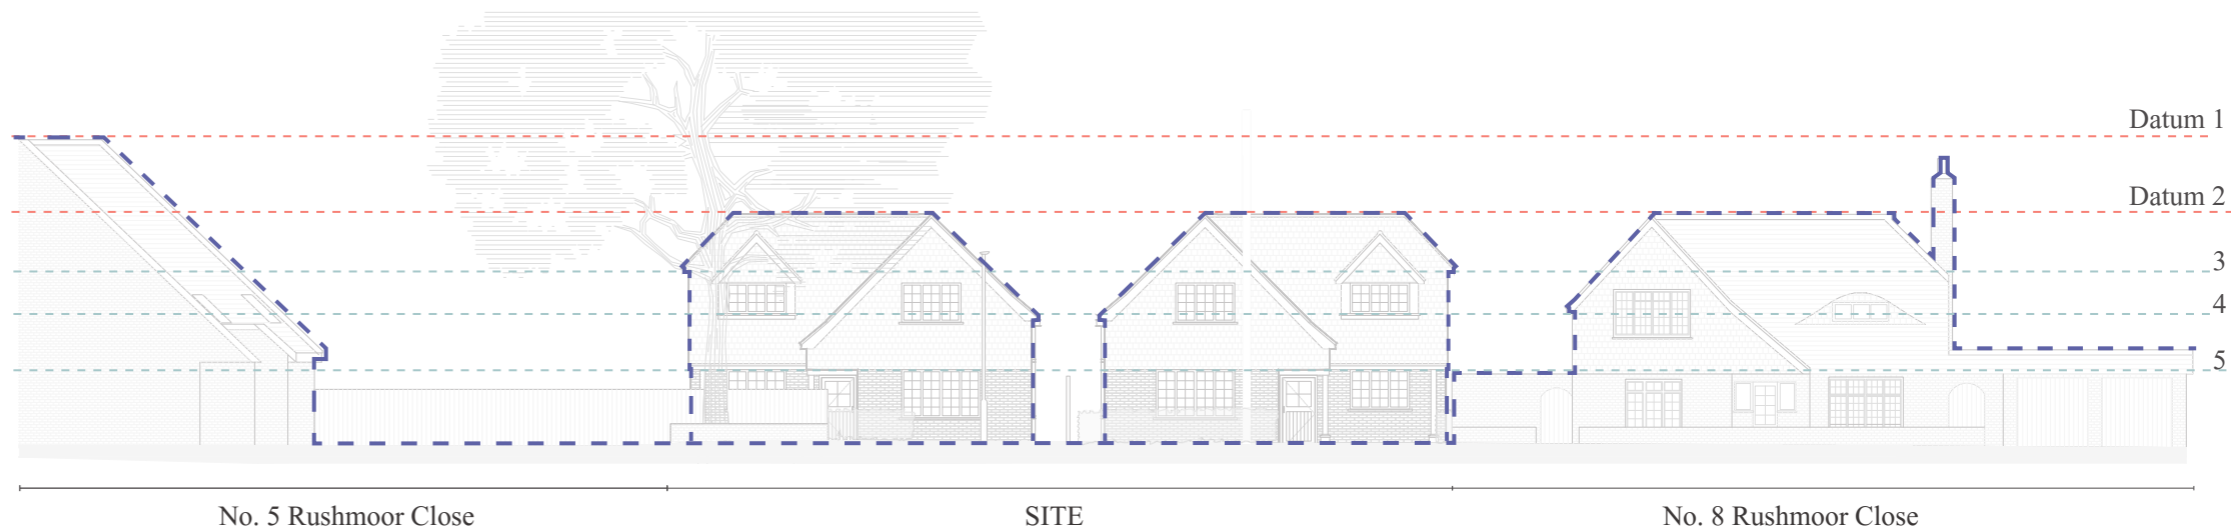 Datum 1
Datum 2
3
4
5
No. 5 Rushmoor Close
SITE
No. 8 Rushmoor Close